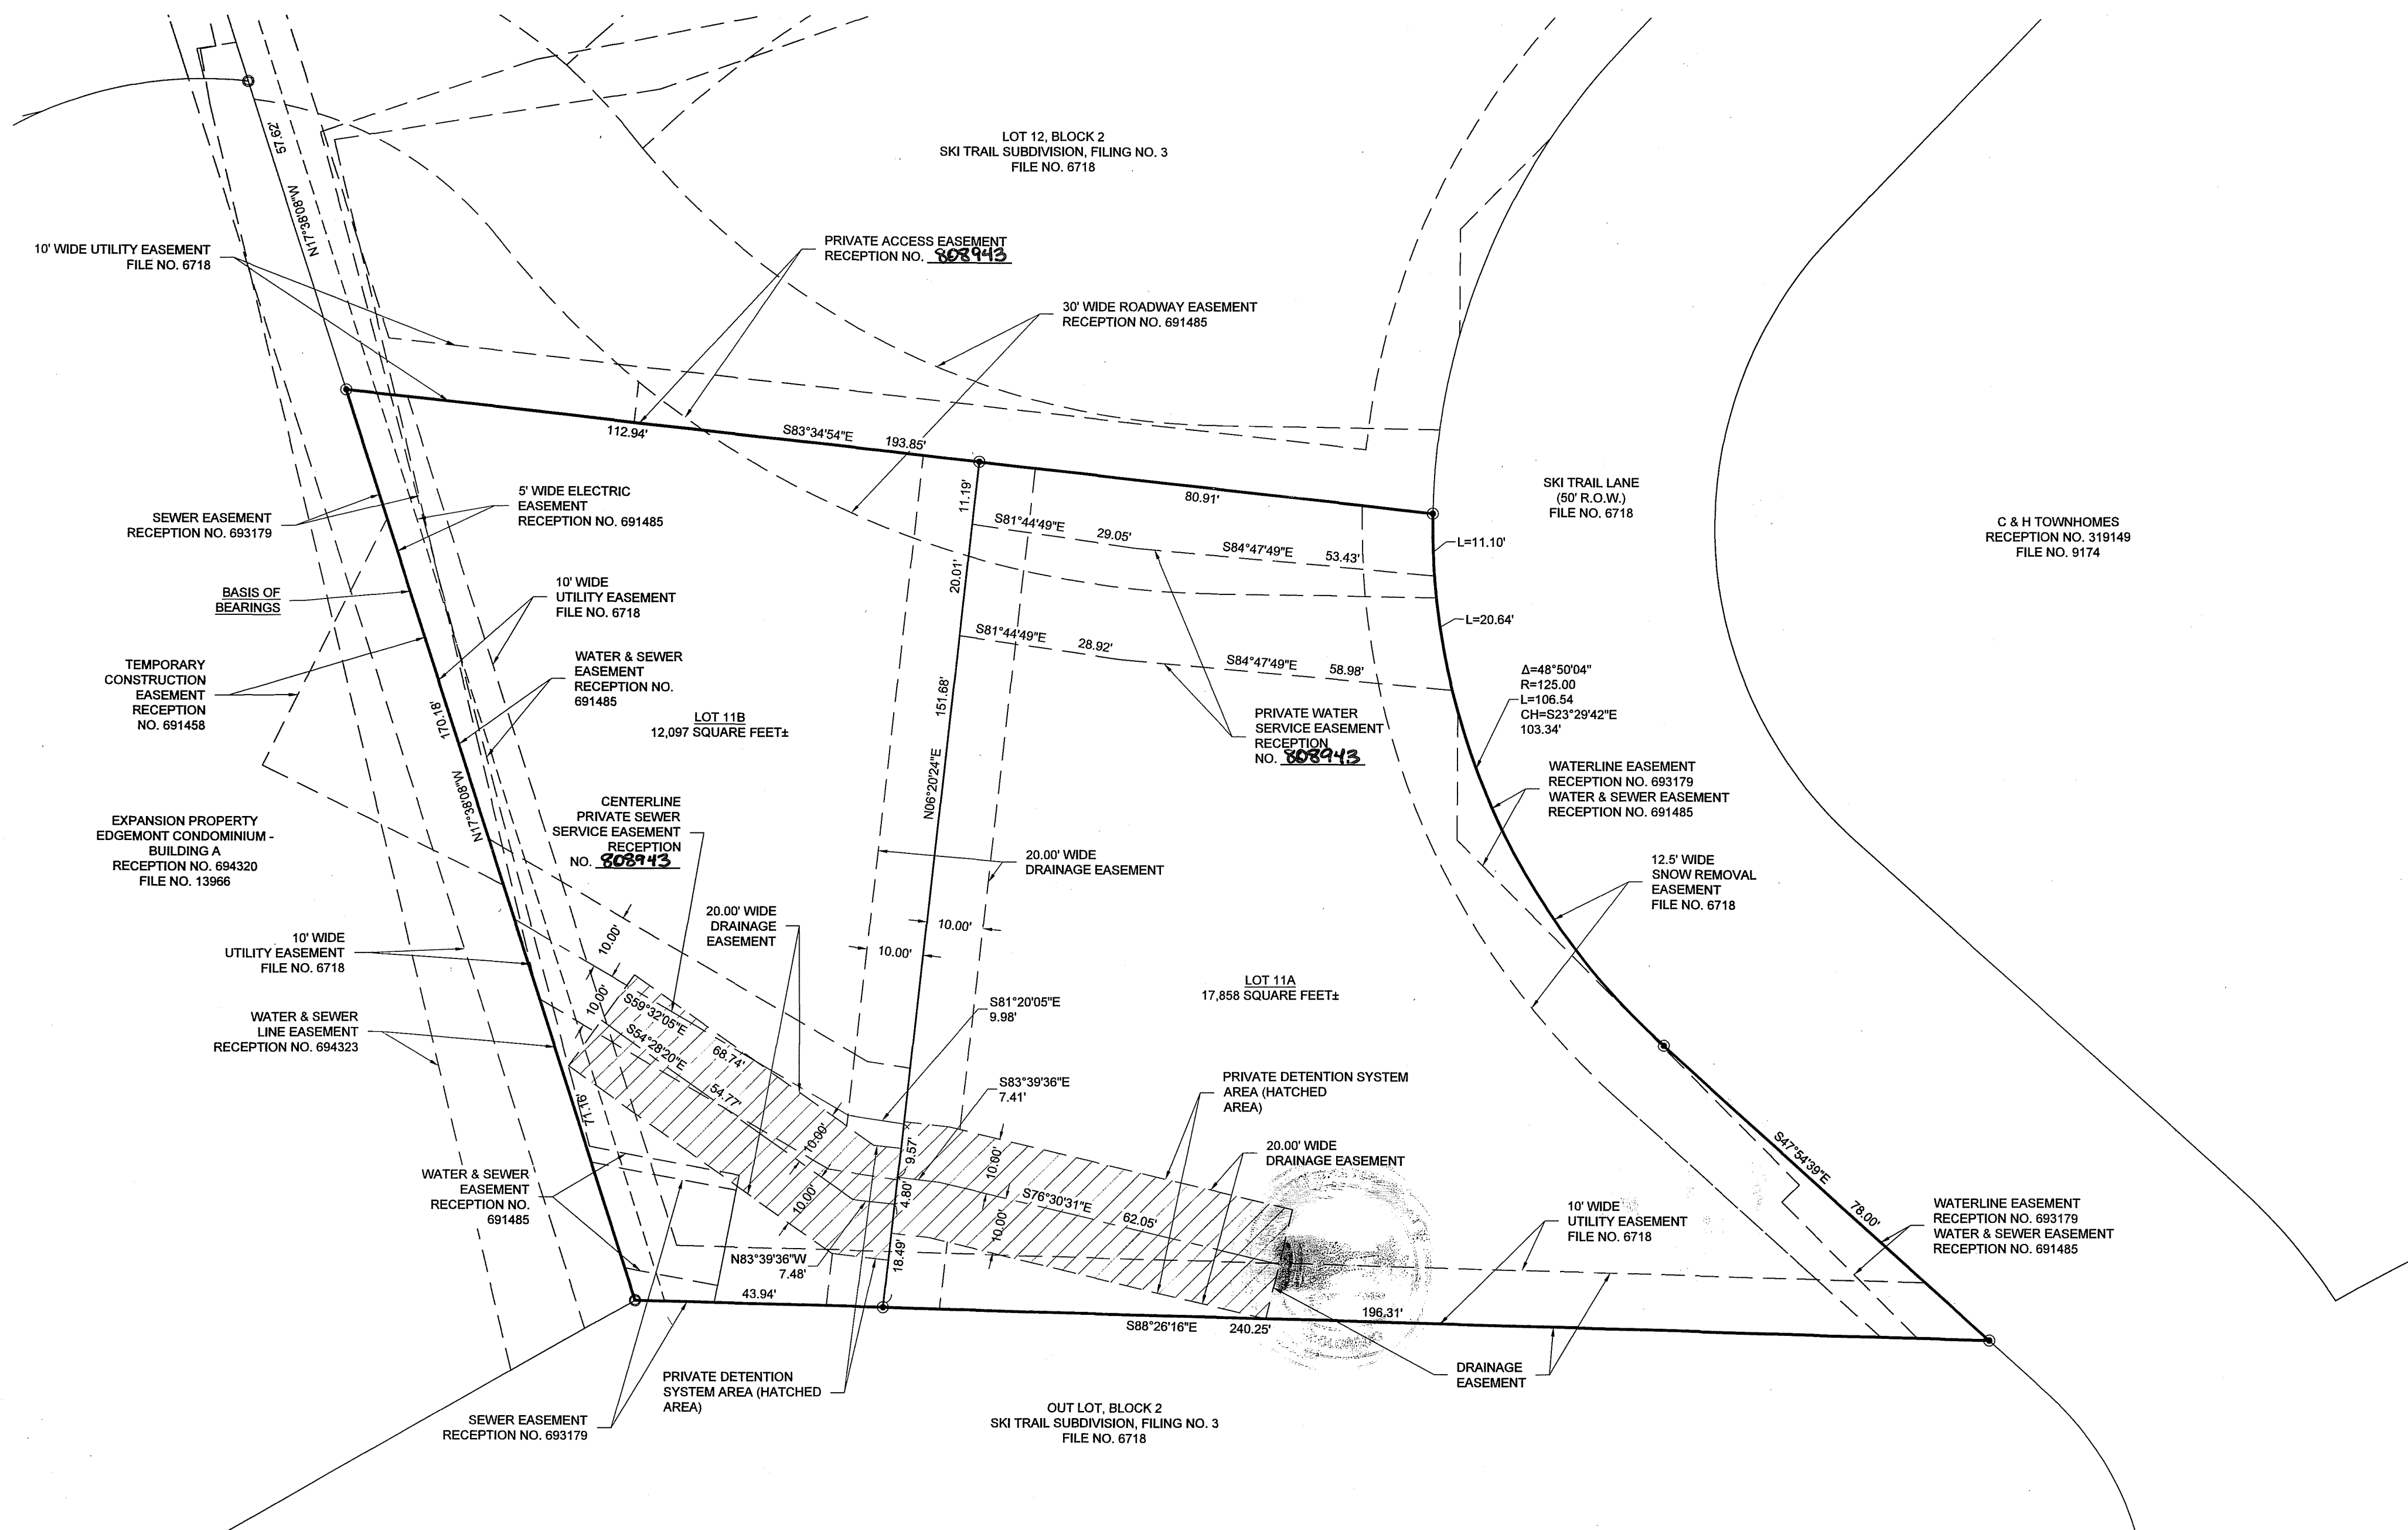 LOT 12, BLOCK 2
SKI TRAIL SUBDIVISION, FILING NO. 3
FILE NO. 6718
57.62'
N17°38'08"W
10' WIDE UTILITY EASEMENT
FILE NO. 6718
PRIVATE ACCESS EASEMENT
RECEPTION NO. 808943
30' WIDE ROADWAY EASEMENT
RECEPTION NO. 691485
112.94'
S83°34'54"E
193.85'
80.91'
SKI TRAIL LANE
(50' R.O.W.)
FILE NO. 6718
C & H TOWNHOMES
RECEPTION NO. 319149
FILE NO. 9174
SEWER EASEMENT
RECEPTION NO. 693179
5' WIDE ELECTRIC
EASEMENT
RECEPTION NO. 691485
11.19'
S81°44'49"E
29.05'
S84°47'49"E
53.43'
L=11.10'
20.01'
L=20.64'
BASIS OF
BEARINGS
10' WIDE
UTILITY EASEMENT
FILE NO. 6718
S81°44'49"E
28.92'
S84°47'49"E
58.98'
TEMPORARY
CONSTRUCTION
EASEMENT
RECEPTION
NO. 691458
WATER & SEWER
EASEMENT
RECEPTION NO.
691485
Δ=48°50'04"
R=125.00
L=106.54
CH=S23°29'42"E
103.34'
170.18'
N17°38'08"W
LOT 11B
12,097 SQUARE FEET±
151.68'
N06°20'24"E
PRIVATE WATER
SERVICE EASEMENT
RECEPTION
NO. 808943
WATERLINE EASEMENT
RECEPTION NO. 693179
WATER & SEWER EASEMENT
RECEPTION NO. 691485
EXPANSION PROPERTY
EDGEMONT CONDOMINIUM -
BUILDING A
RECEPTION NO. 694320
FILE NO. 13966
CENTERLINE
PRIVATE SEWER
SERVICE EASEMENT
RECEPTION
NO. 808943
20.00' WIDE
DRAINAGE EASEMENT
12.5' WIDE
SNOW REMOVAL
EASEMENT
FILE NO. 6718
20.00' WIDE
DRAINAGE
EASEMENT
10.00'
10.00'
10.00'
10.00'
10' WIDE
UTILITY EASEMENT
FILE NO. 6718
LOT 11A
17,858 SQUARE FEET±
S59°32'05"E
68.74'
S54°28'20"E
54.77'
S81°20'05"E
9.98'
WATER & SEWER
LINE EASEMENT
RECEPTION NO. 694323
71.16'
S83°39'36"E
7.41'
PRIVATE DETENTION SYSTEM
AREA (HATCHED
AREA)
10.00'
9.57'
10.00'
20.00' WIDE
DRAINAGE EASEMENT
S47°54'39"E
78.00'
WATER & SEWER
EASEMENT
RECEPTION NO.
691485
10.00'
4.80'
S76°30'31"E
62.05'
10.00'
10' WIDE
UTILITY EASEMENT
FILE NO. 6718
WATERLINE EASEMENT
RECEPTION NO. 693179
WATER & SEWER EASEMENT
RECEPTION NO. 691485
N83°39'36"W
7.48'
18.49'
43.94'
196.31'
S88°26'16"E
240.25'
DRAINAGE
EASEMENT
PRIVATE DETENTION
SYSTEM AREA (HATCHED
AREA)
SEWER EASEMENT
RECEPTION NO. 693179
OUT LOT, BLOCK 2
SKI TRAIL SUBDIVISION, FILING NO. 3
FILE NO. 6718